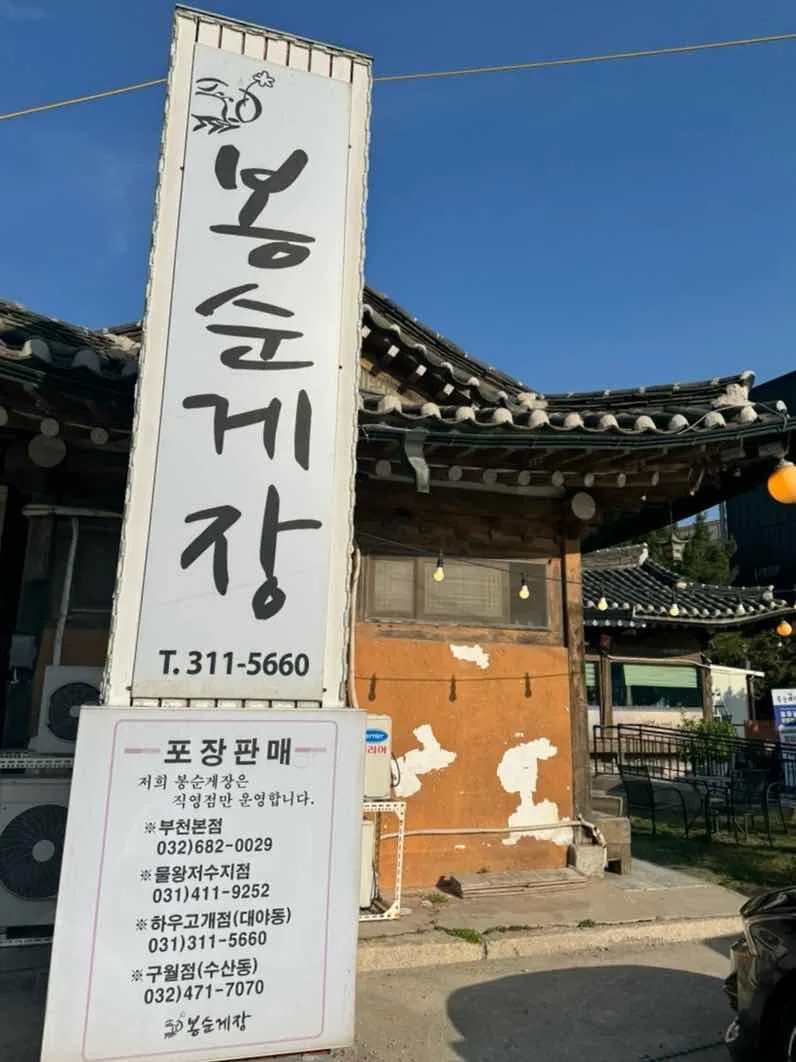 봉순게장
T. 311-5660
포장판매
저희 봉순게장은
직영점만 운영합니다.
※부천본점
032)682-0029
※물왕저수지점
031)411-9252
※하우고개점(대야동)
031)311-5660
※구월점(수산동)
032)471-7070
봉순게장